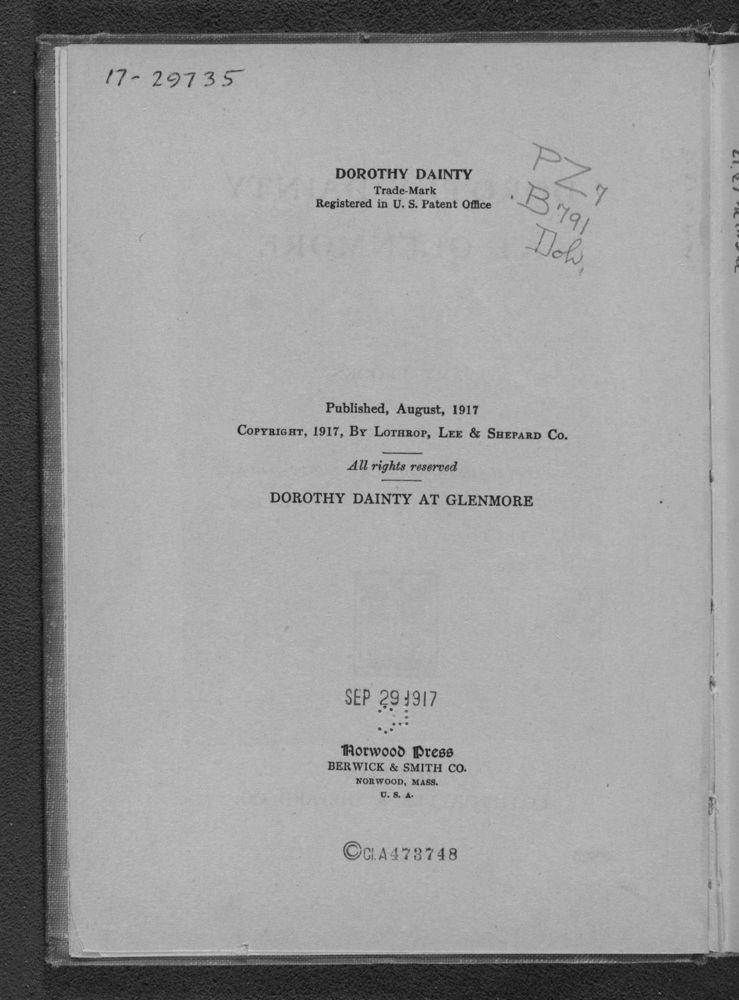 17-29735
DOROTHY DAINTY
Trade-Mark
Registered in U. S. Patent Office
PZ7
.B791
Doh.
Published, August, 1917
Copyright, 1917, By Lothrop, Lee & Shepard Co.
All rights reserved
DOROTHY DAINTY AT GLENMORE
SEP 29 1917
Norwood Press
BERWICK & SMITH CO.
NORWOOD, MASS.
U. S. A.
©CLA473748